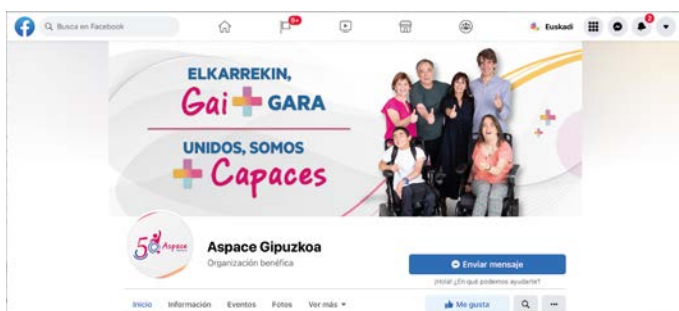 Busca en Facebook
9+
Euskadi
2
ELKARREKIN,
Gai+ GARA
UNIDOS, SOMOS
+ Capaces
50 Aspace
Aspace Gipuzkoa
Organización benéfica
Enviar mensaje
¡Hola! ¿En qué podemos ayudarte?
Inicio Información Eventos Fotos Ver más Me gusta